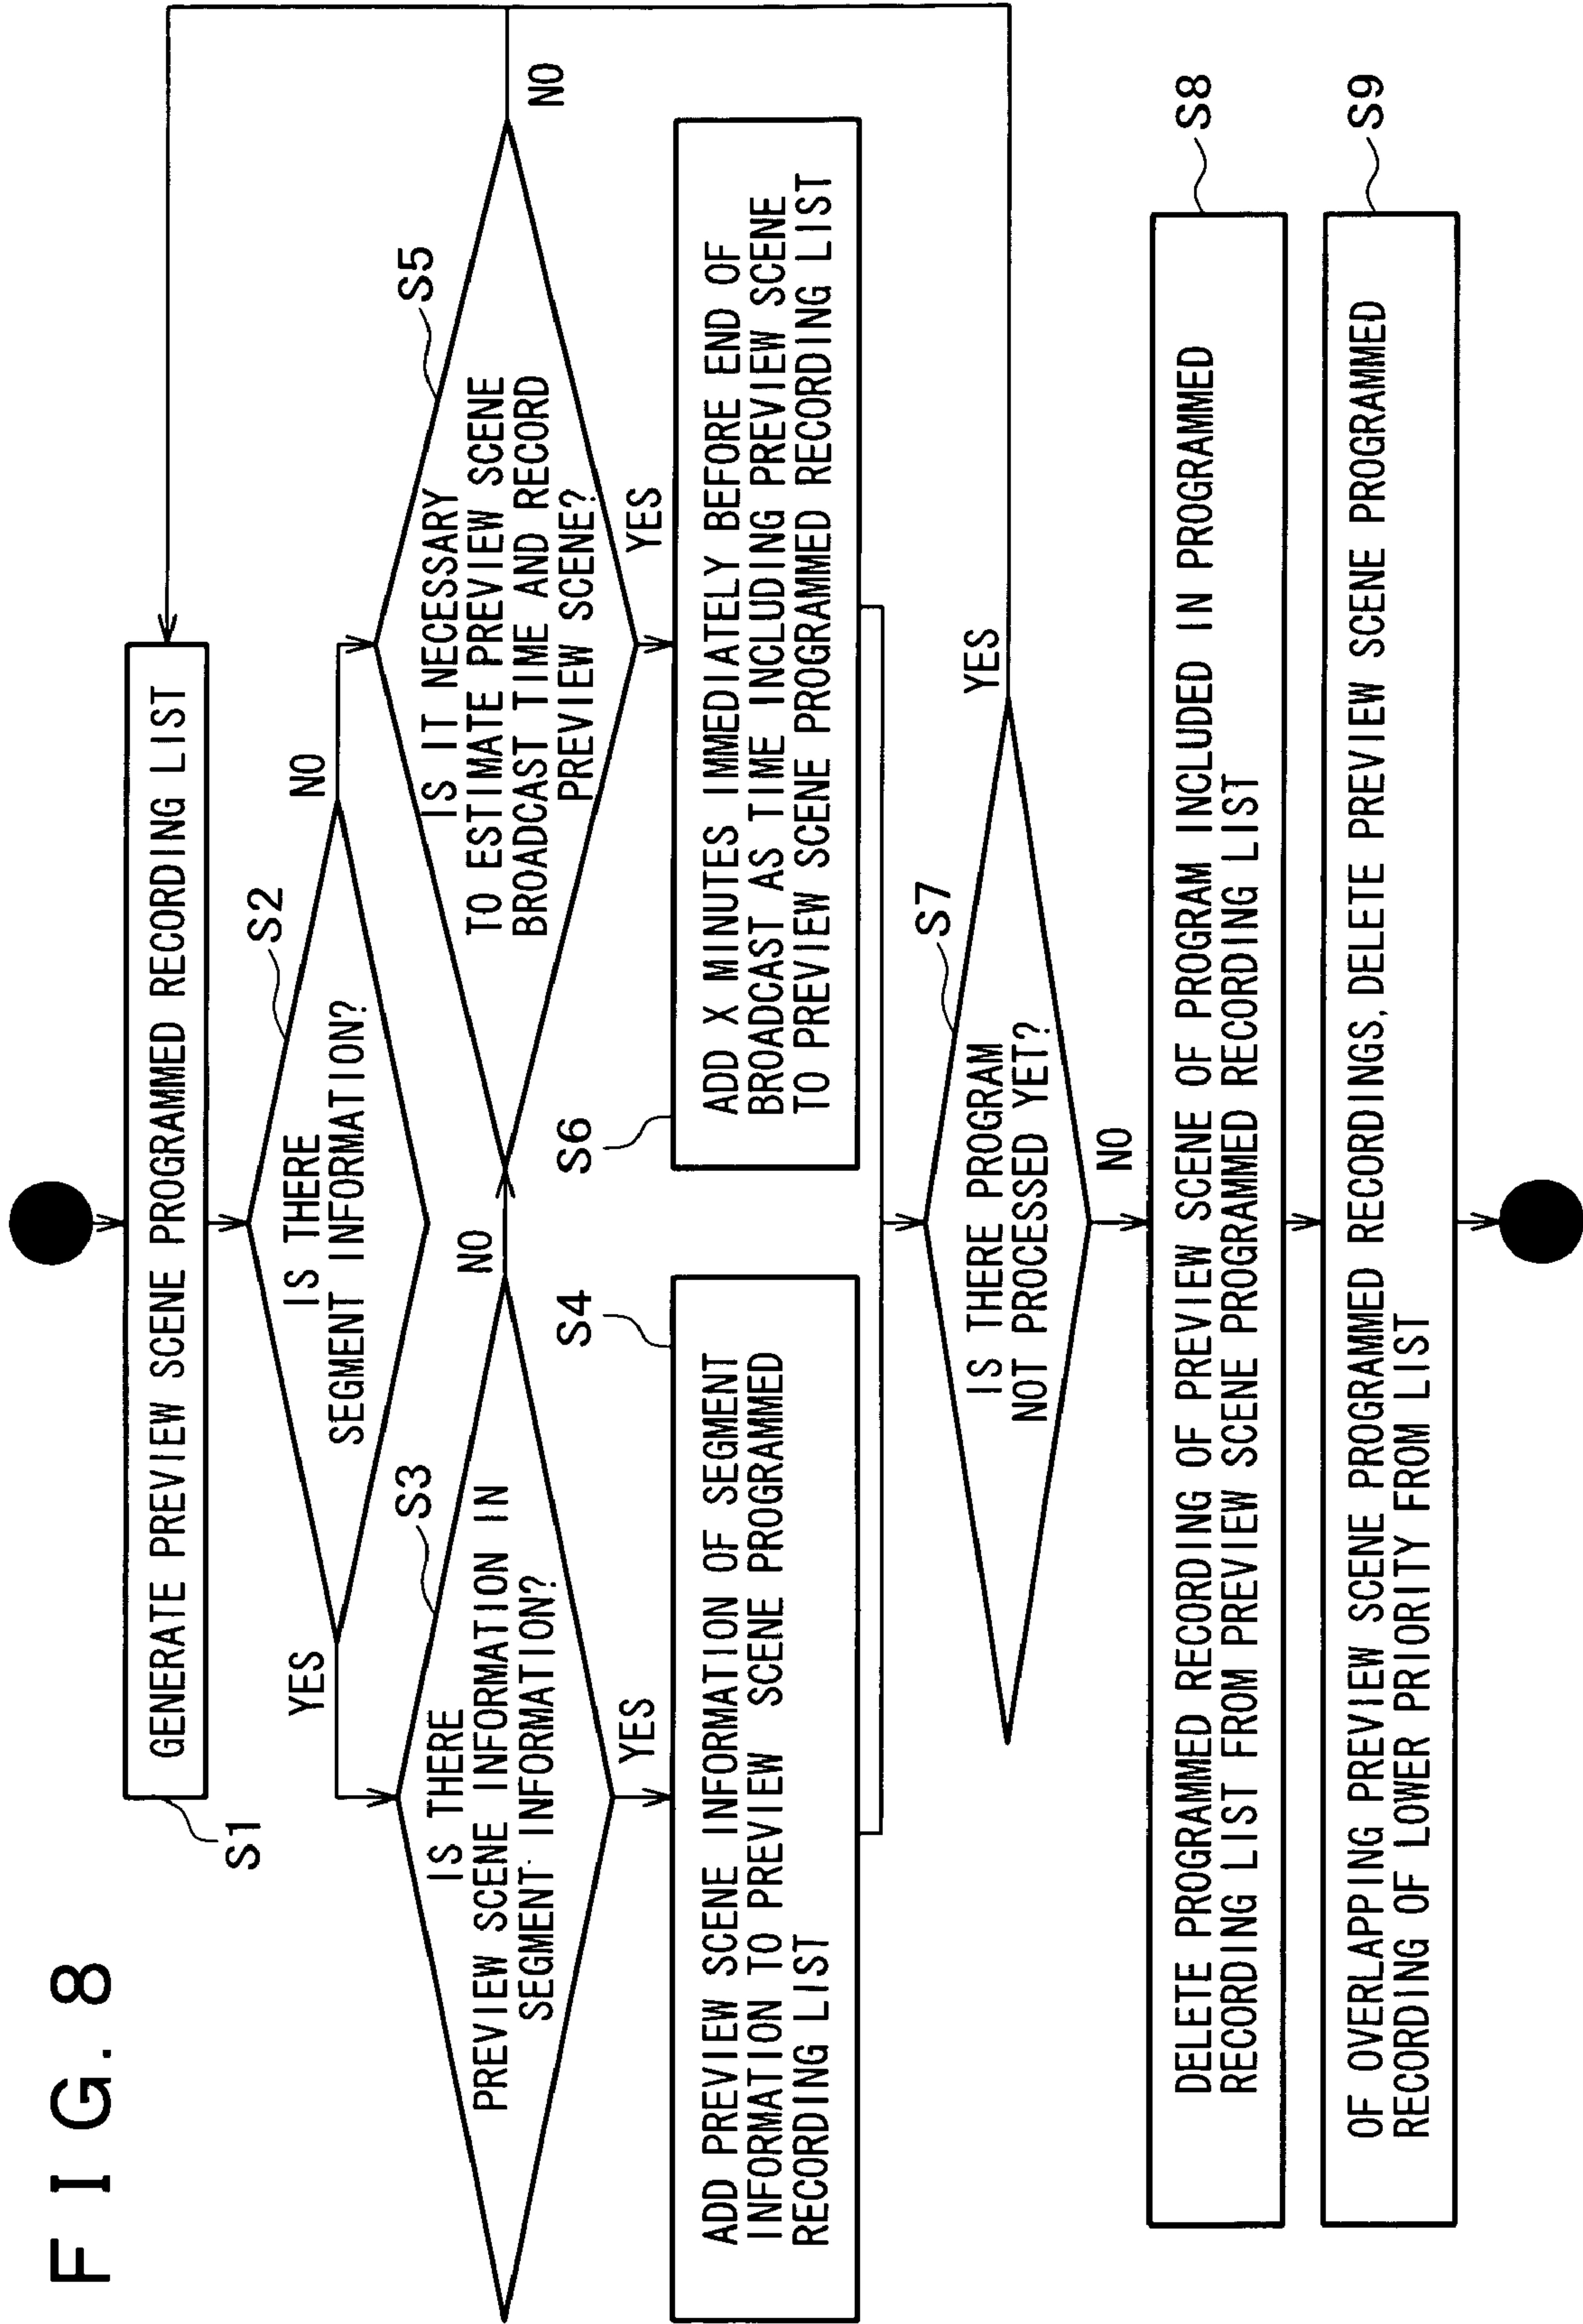 FIG. 8
GENERATE PREVIEW SCENE PROGRAMMED RECORDING LIST
S1
IS THERE
SEGMENT INFORMATION?
S2
YES
NO
IS THERE
PREVIEW SCENE INFORMATION IN
SEGMENT INFORMATION?
S3
NO
YES
IS IT NECESSARY
TO ESTIMATE PREVIEW SCENE
BROADCAST TIME AND RECORD
PREVIEW SCENE?
S5
NO
YES
S4
ADD PREVIEW SCENE INFORMATION OF SEGMENT
INFORMATION TO PREVIEW SCENE PROGRAMMED
RECORDING LIST
S6
ADD X MINUTES IMMEDIATELY BEFORE END OF
BROADCAST AS TIME INCLUDING PREVIEW SCENE
TO PREVIEW SCENE PROGRAMMED RECORDING LIST
IS THERE PROGRAM
NOT PROCESSED YET?
S7
YES
NO
DELETE PROGRAMMED RECORDING OF PREVIEW SCENE OF PROGRAM INCLUDED IN PROGRAMMED
RECORDING LIST FROM PREVIEW SCENE PROGRAMMED RECORDING LIST
S8
OF OVERLAPPING PREVIEW SCENE PROGRAMMED RECORDINGS, DELETE PREVIEW SCENE PROGRAMMED
RECORDING OF LOWER PRIORITY FROM LIST
S9